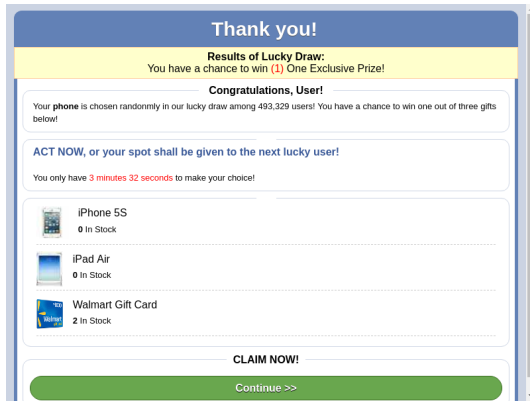 Thank you!
Results of Lucky Draw:
You have a chance to win (1) One Exclusive Prize!
Congratulations, User!
Your phone is chosen randonmly in our lucky draw among 493,329 users! You have a chance to win one out of three gifts
below!
ACT NOW, or your spot shall be given to the next lucky user!
You only have 3 minutes 32 seconds to make your choice!
iPhone 5S
0 In Stock
iPad Air
0 In Stock
Walmart Gift Card
2 In Stock
Walmart
CLAIM NOW!
Continue >>